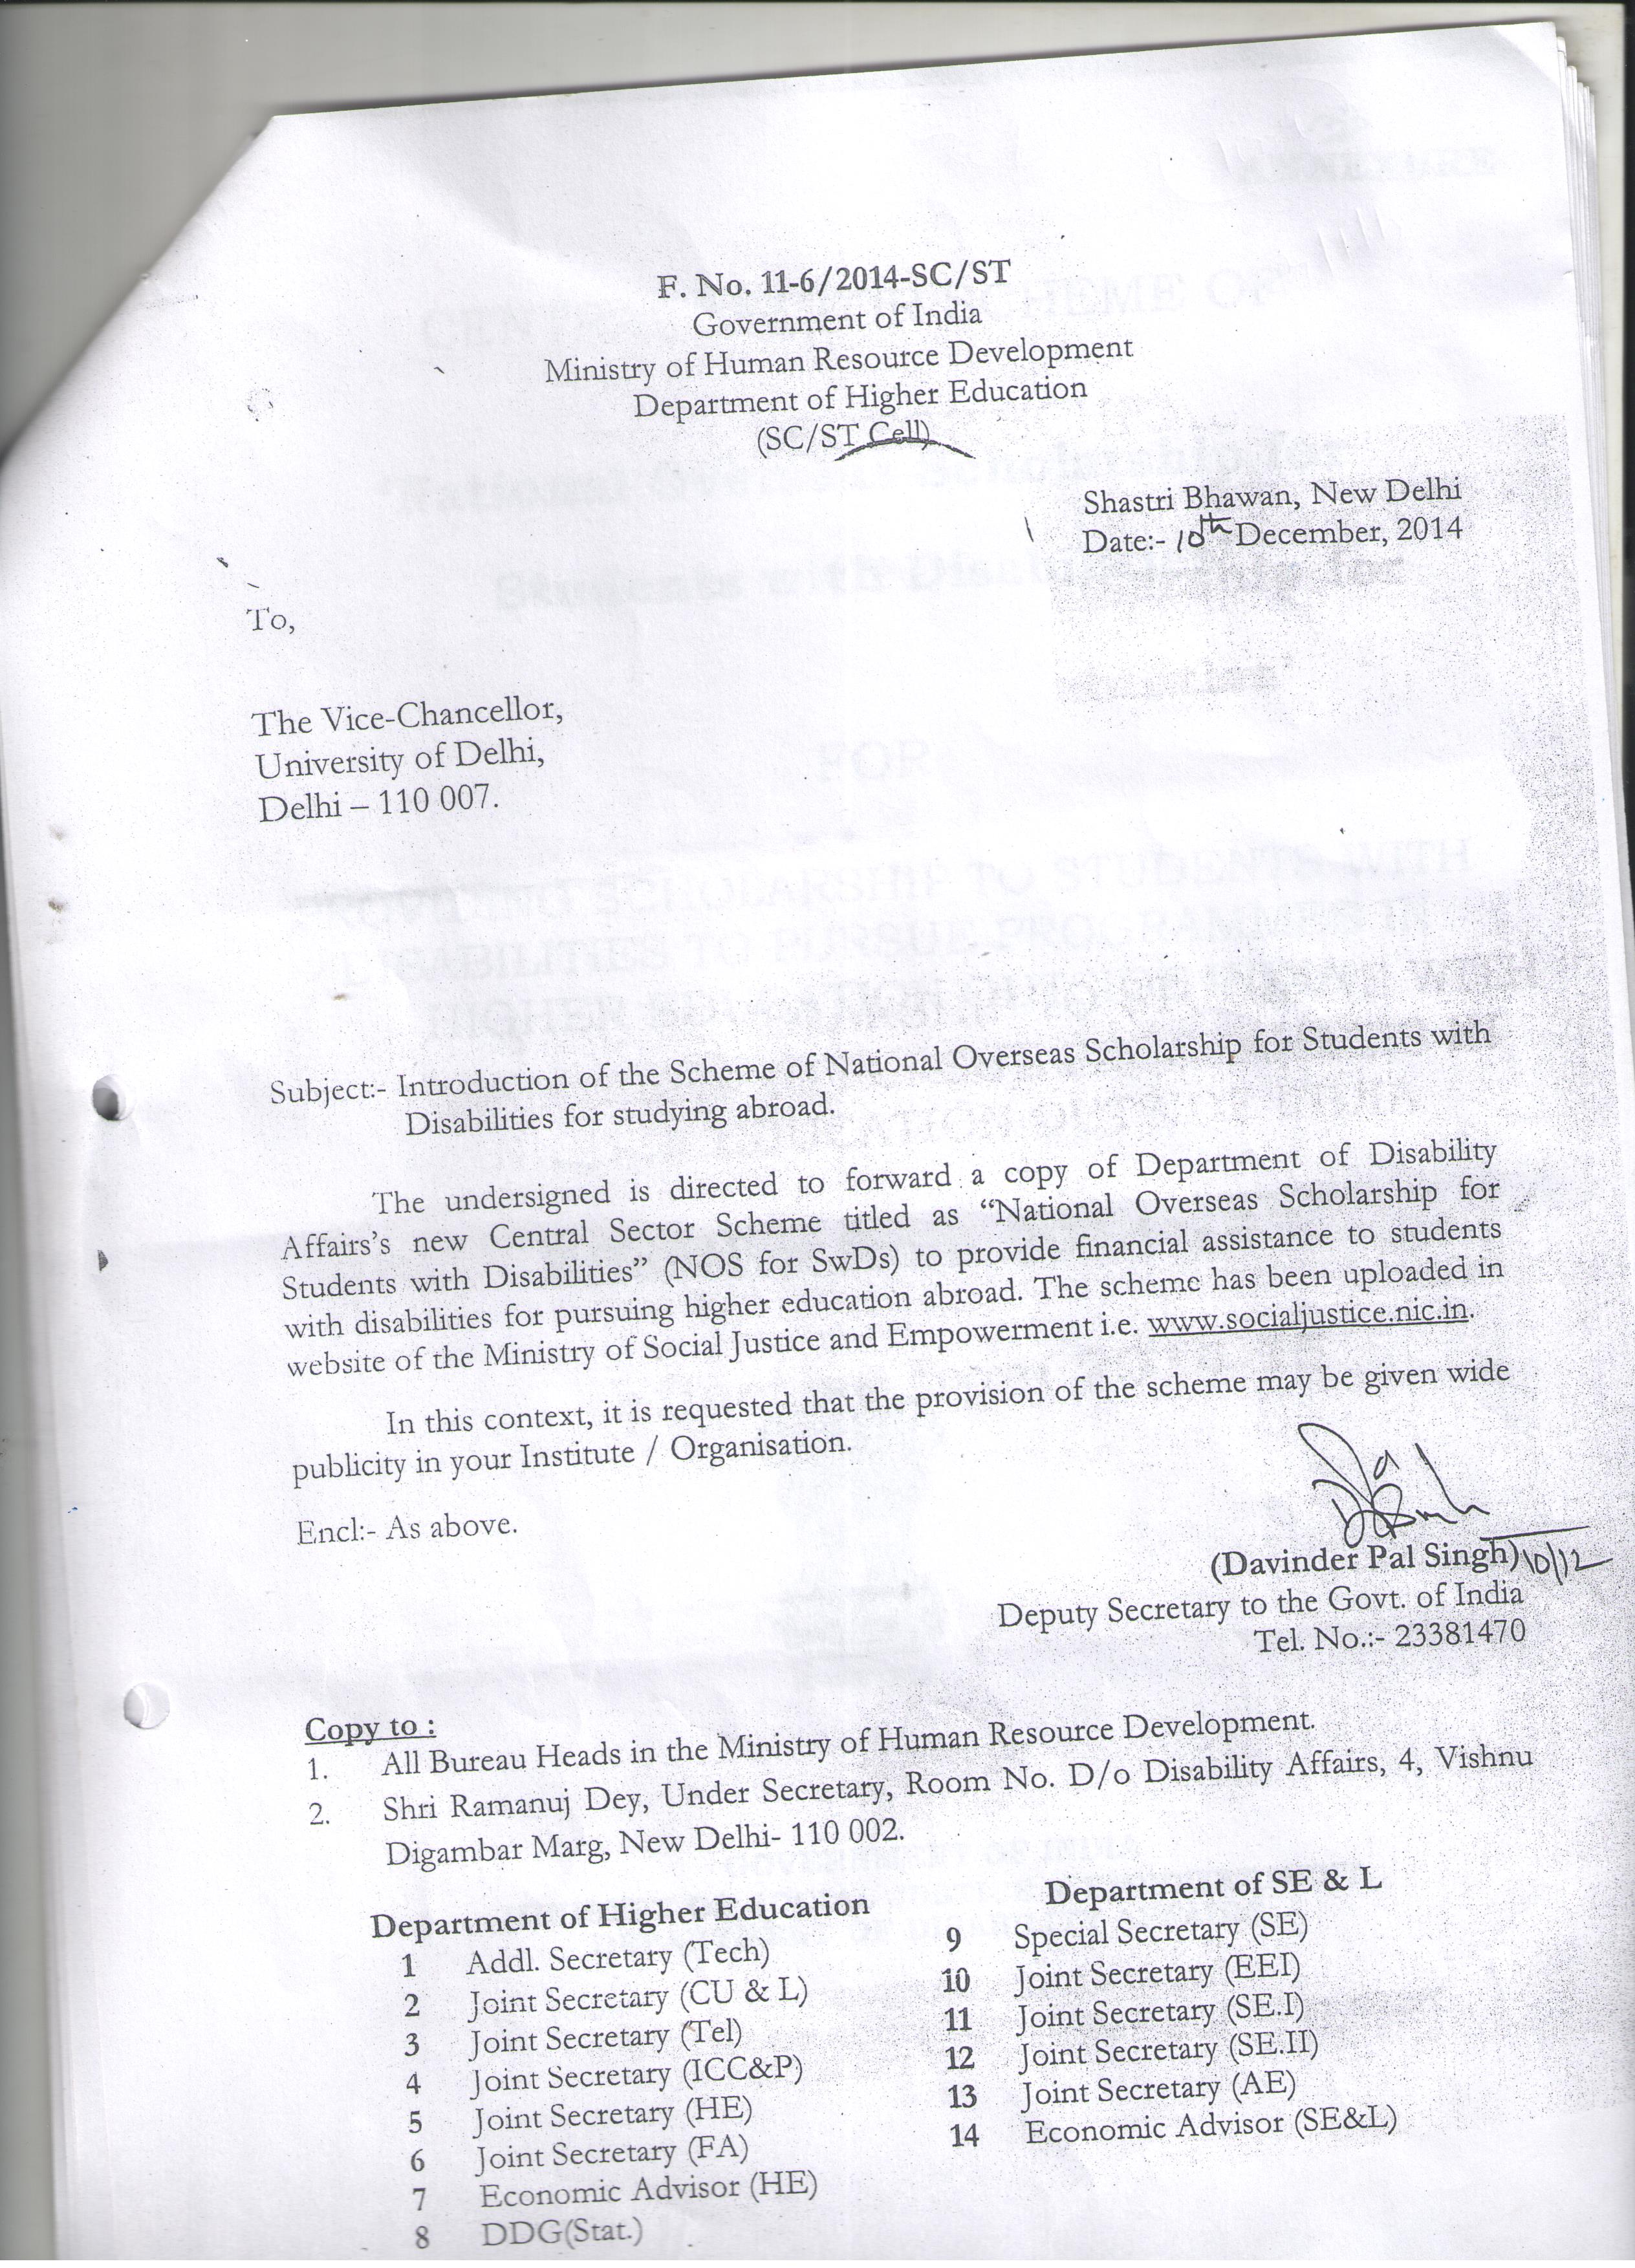 F. No. 11-6/2014-SC/ST
Government of India
Ministry of Human Resource Development
Department of Higher Education
(SC/ST Cell)
Shastri Bhawan, New Delhi
Date:- 10th December, 2014
To,
The Vice-Chancellor,
University of Delhi,
Delhi – 110 007.
Subject:- Introduction of the Scheme of National Overseas Scholarship for Students with
Disabilities for studying abroad.
The undersigned is directed to forward a copy of Department of Disability
Affairs's new Central Sector Scheme titled as “National Overseas Scholarship for
Students with Disabilities” (NOS for SwDs) to provide financial assistance to students
with disabilities for pursuing higher education abroad. The scheme has been uploaded in
website of the Ministry of Social Justice and Empowerment i.e. www.socialjustice.nic.in.
In this context, it is requested that the provision of the scheme may be given wide
publicity in your Institute / Organisation.
Encl:- As above.
(Davinder Pal Singh) 10/12
Deputy Secretary to the Govt. of India
Tel. No.:- 23381470
Copy to :
1. All Bureau Heads in the Ministry of Human Resource Development.
2. Shri Ramanuj Dey, Under Secretary, Room No. D/o Disability Affairs, 4, Vishnu
Digambar Marg, New Delhi- 110 002.
Department of Higher Education
1 Addl. Secretary (Tech)
2 Joint Secretary (CU & L)
3 Joint Secretary (Tel)
4 Joint Secretary (ICC&P)
5 Joint Secretary (HE)
6 Joint Secretary (FA)
7 Economic Advisor (HE)
8 DDG(Stat.)
Department of SE & L
9 Special Secretary (SE)
10 Joint Secretary (EEI)
11 Joint Secretary (SE.I)
12 Joint Secretary (SE.II)
13 Joint Secretary (AE)
14 Economic Advisor (SE&L)